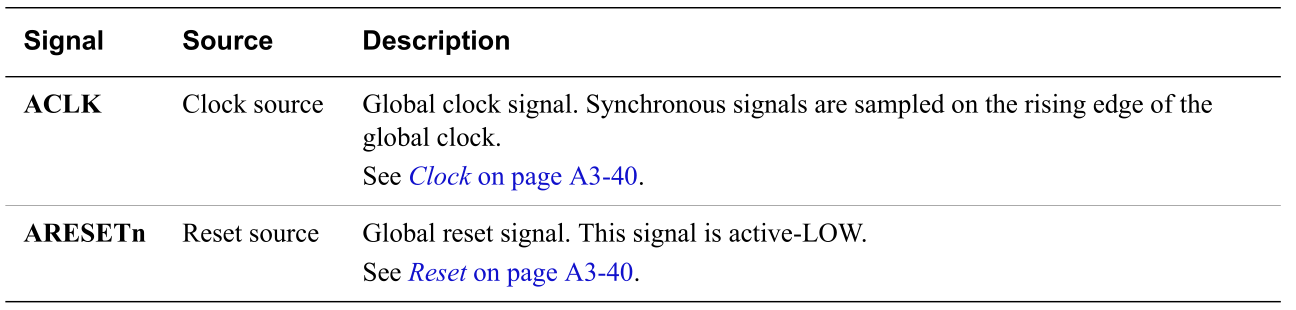 Signal Source Description
ACLK Clock source Global clock signal. Synchronous signals are sampled on the rising edge of the
global clock.
See Clock on page A3-40.
ARESETn Reset source Global reset signal. This signal is active-LOW.
See Reset on page A3-40.